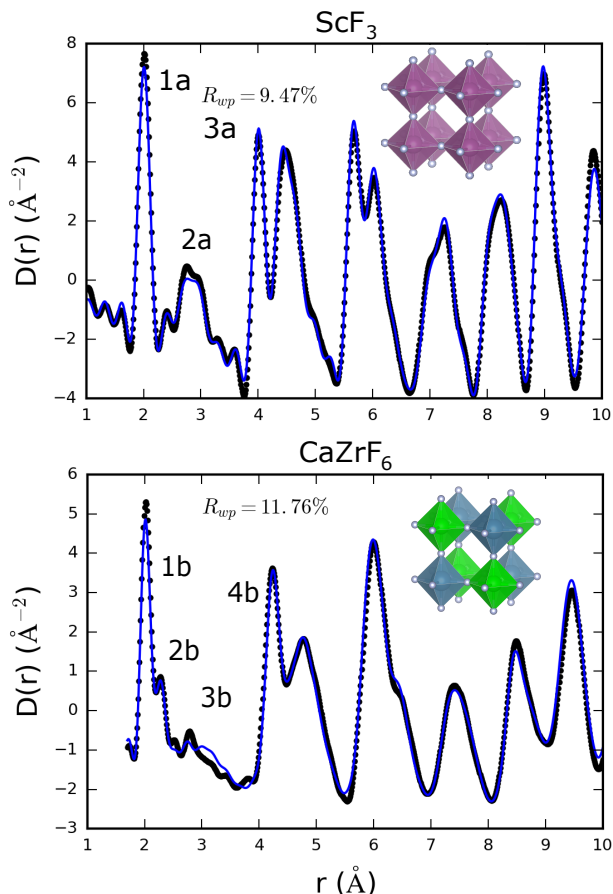 ScF₃
D(r) (Å⁻²)
8
6
4
2
0
−2
−4
1a
R_wp = 9.47%
3a
2a
1 2 3 4 5 6 7 8 9 10
CaZrF₆
D(r) (Å⁻²)
6
5
4
3
2
1
0
−1
−2
−3
R_wp = 11.76%
1b
4b
2b
3b
1 2 3 4 5 6 7 8 9 10
r (Å)